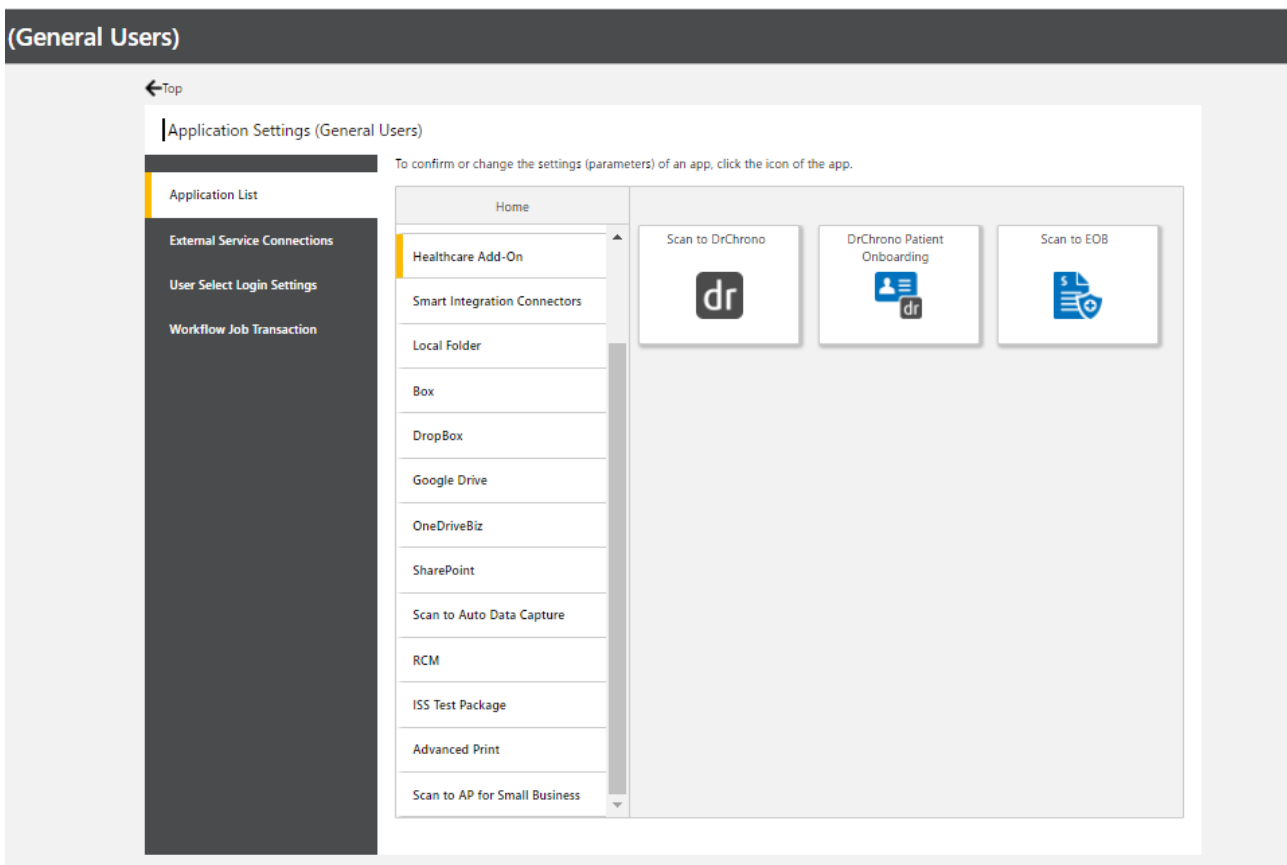 (General Users)
Top
Application Settings (General Users)
To confirm or change the settings (parameters) of an app, click the icon of the app.
Application List
External Service Connections
User Select Login Settings
Workflow Job Transaction
Home
Healthcare Add-On
Smart Integration Connectors
Local Folder
Box
DropBox
Google Drive
OneDriveBiz
SharePoint
Scan to Auto Data Capture
RCM
ISS Test Package
Advanced Print
Scan to AP for Small Business
Scan to DrChrono
dr
DrChrono Patient
Onboarding
dr
Scan to EOB
$